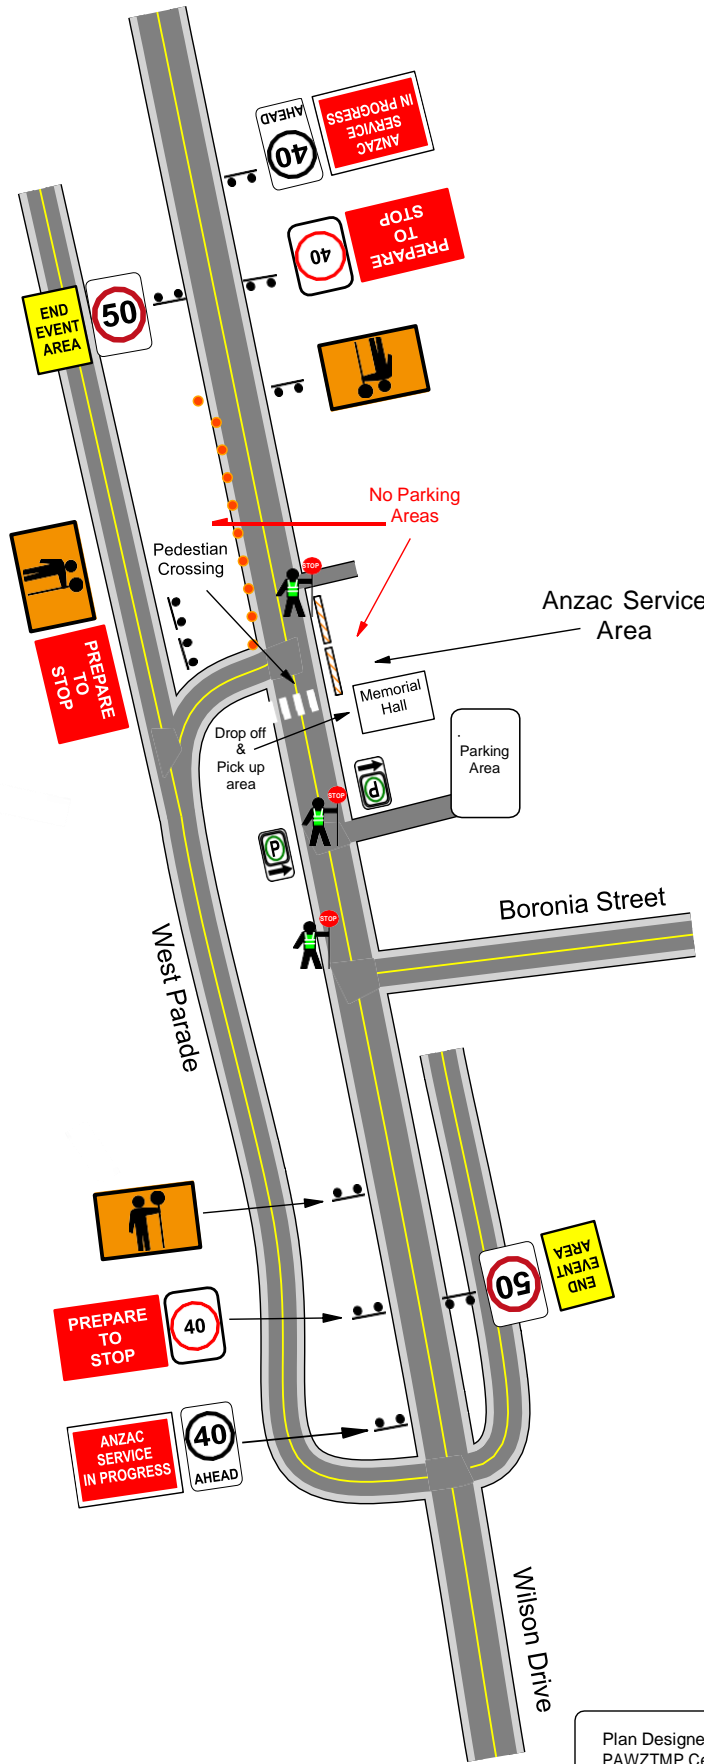 AHEAD
40
ANZAC
SERVICE
IN PROGRESS
40
PREPARE
TO
STOP
END
EVENT
AREA
50
No Parking
Areas
Pedestian
Crossing
STOP
Anzac Service
Area
PREPARE
TO
STOP
Memorial
Hall
Drop off
&
Pick up
area
.
Parking
Area
P
STOP
P
STOP
Boronia Street
West Parade
END
EVENT
AREA
50
PREPARE
TO
STOP
40
ANZAC
SERVICE
IN PROGRESS
40
AHEAD
Wilson Drive
Plan Designe
PAWZTMP Ce